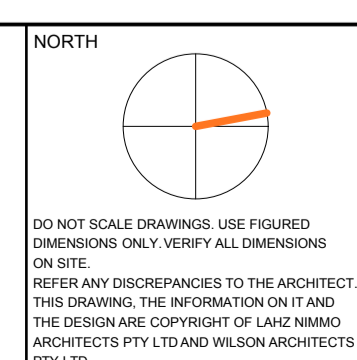 NORTH
DO NOT SCALE DRAWINGS. USE FIGURED
DIMENSIONS ONLY. VERIFY ALL DIMENSIONS
ON SITE.
REFER ANY DISCREPANCIES TO THE ARCHITECT.
THIS DRAWING, THE INFORMATION ON IT AND
THE DESIGN ARE COPYRIGHT OF LAHZ NIMMO
ARCHITECTS PTY LTD AND WILSON ARCHITECTS
PTY LTD